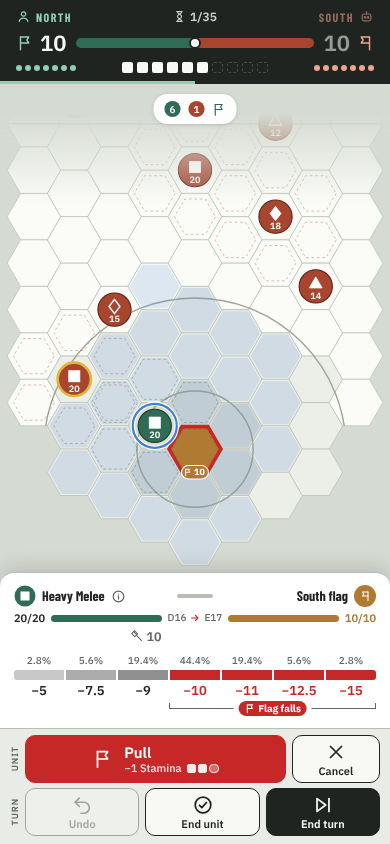 NORTH
1/35
SOUTH
10
10
6 1
12
20
18
14
15
20
20
10
Heavy Melee
South flag
20/20
D16 → E17
10/10
10
2.8% 5.6% 19.4% 44.4% 19.4% 5.6% 2.8%
–5 –7.5 –9 –10 –11 –12.5 –15
Flag falls
UNIT
Pull
–1 Stamina
Cancel
TURN
Undo
End unit
End turn